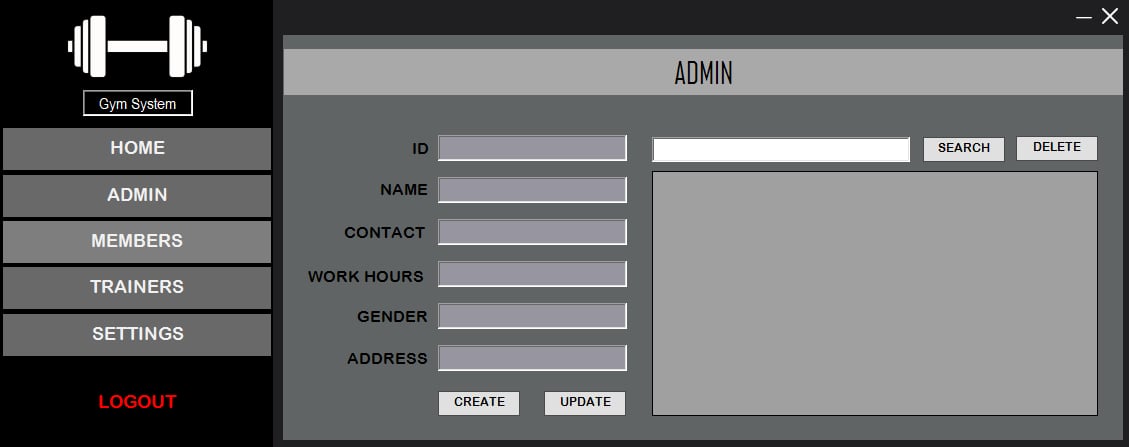 Gym System
HOME
ADMIN
MEMBERS
TRAINERS
SETTINGS
LOGOUT
ADMIN
ID
NAME
CONTACT
WORK HOURS
GENDER
ADDRESS
CREATE UPDATE
SEARCH DELETE